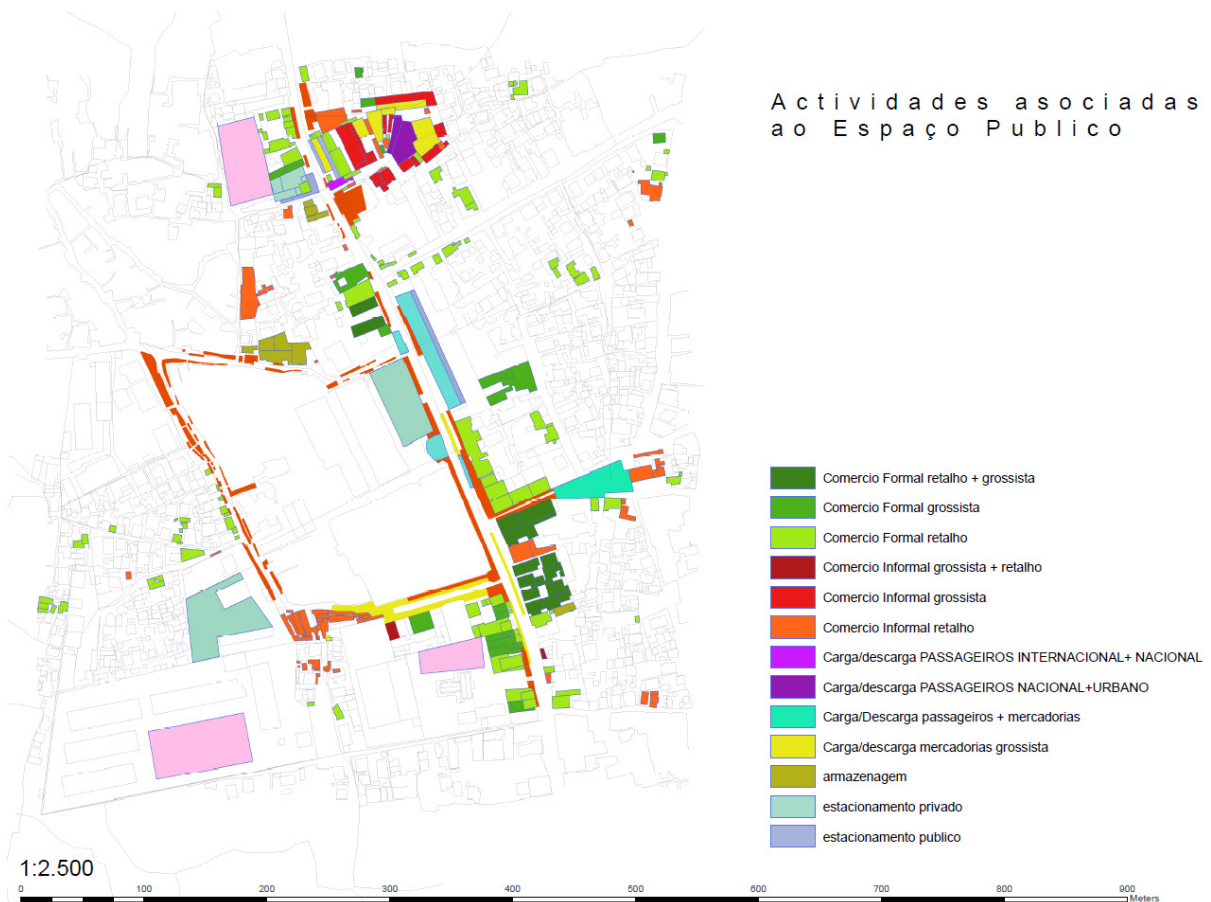 Actividades asociadas
ao Espaço Publico
Comercio Formal retalho + grossista
Comercio Formal grossista
Comercio Formal retalho
Comercio Informal grossista + retalho
Comercio Informal grossista
Comercio Informal retalho
Carga/descarga PASSAGEIROS INTERNACIONAL+ NACIONAL
Carga/descarga PASSAGEIROS NACIONAL+URBANO
Carga/Descarga passageiros + mercadorias
Carga/descarga mercadorias grossista
armazenagem
estacionamento privado
estacionamento publico
1:2.500
0 100 200 300 400 500 600 700 800 900
Meters